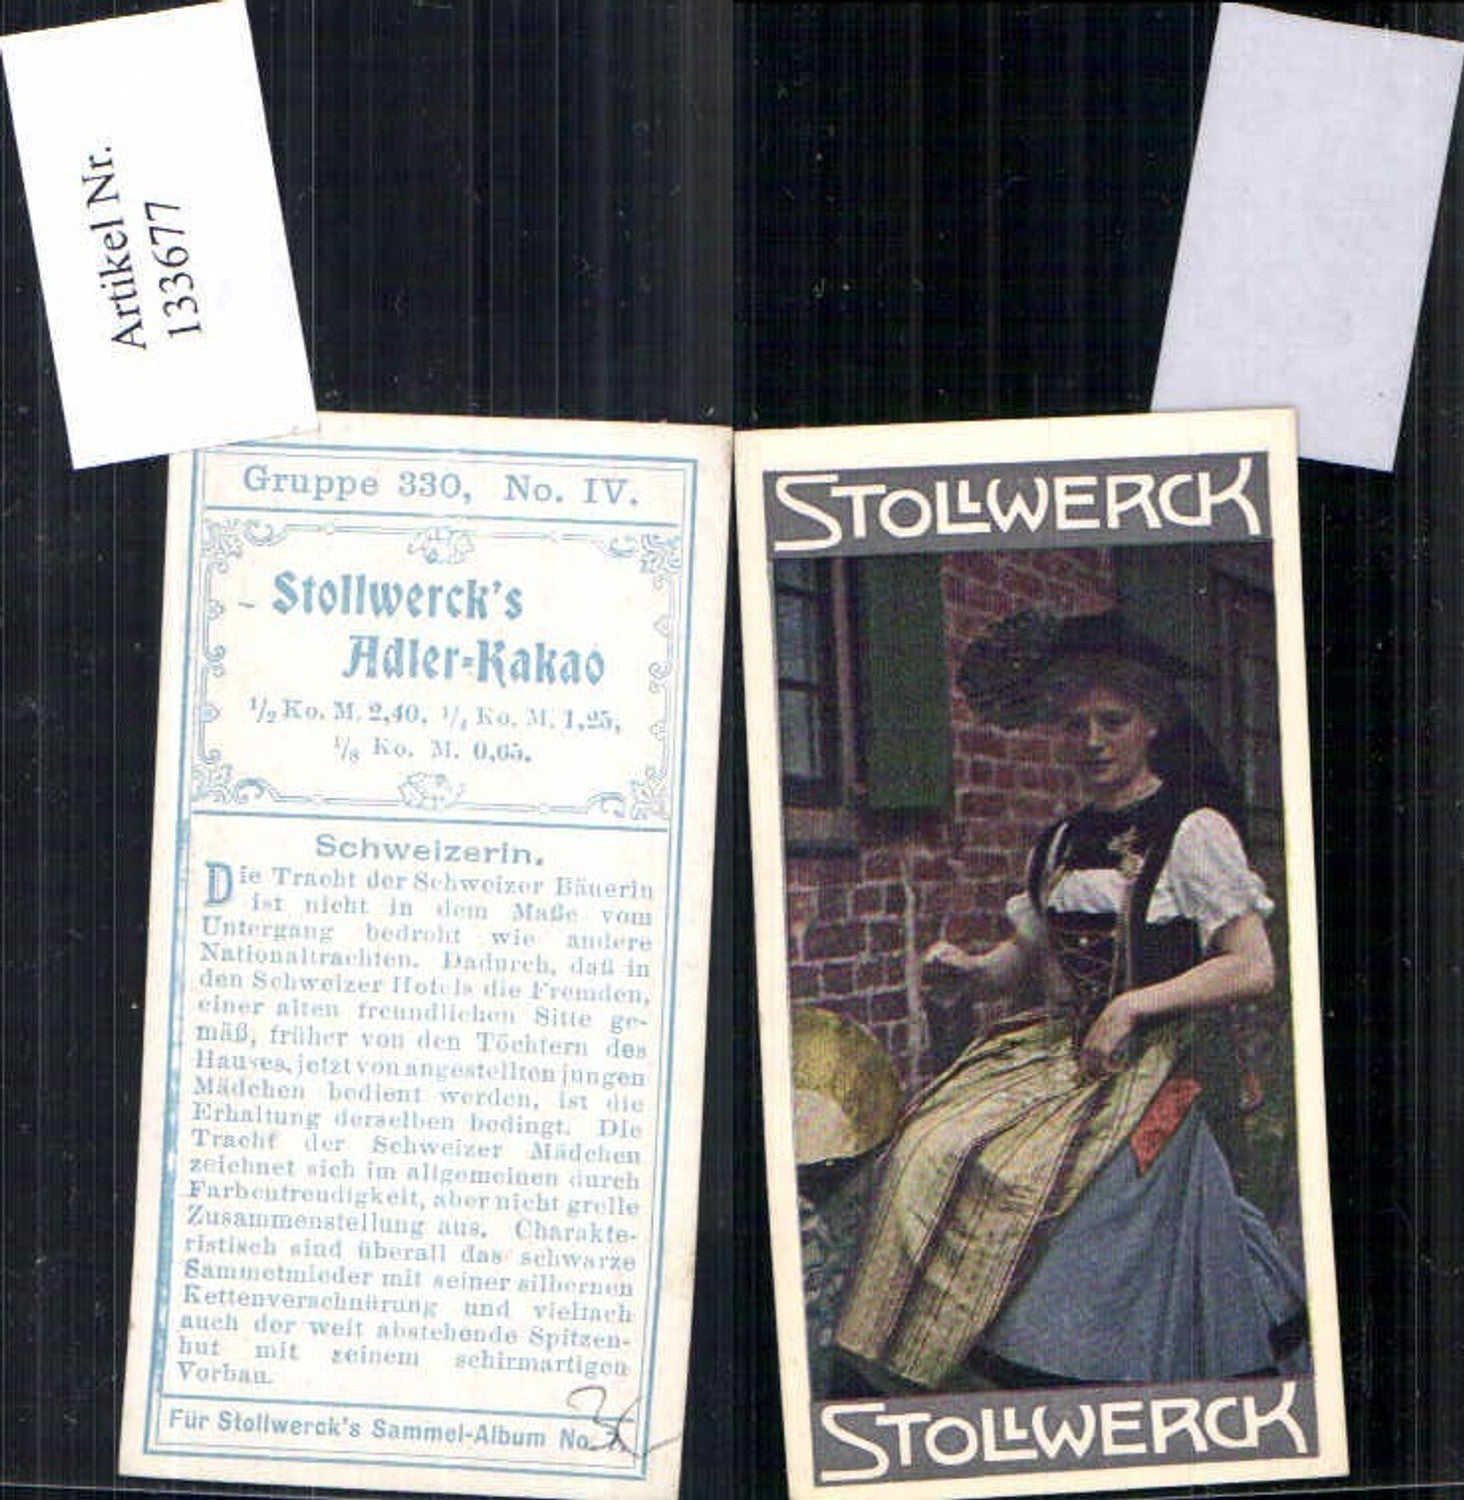 Artikel Nr.
133677
Gruppe 330, No. IV.
Stollwerck's
Adler=Kakao
1/2 Ko. M. 2,40, 1/4 Ko. M. 1,25,
1/8 Ko. M. 0,65.
Schweizerin.
Die Tracht der Schweizer Bäuerin
ist nicht in dem Maße vom
Untergang bedroht wie andere
Nationaltrachten. Dadurch, daß in
den Schweizer Hotels die Fremden,
einer alten freundlichen Sitte ge-
mäß, früher von den Töchtern des
Hauses, jetzt von angestellten jungen
Mädchen bedient werden, ist die
Erhaltung derselben bedingt. Die
Tracht der Schweizer Mädchen
zeichnet sich im allgemeinen durch
Farbenfreudigkeit, aber nicht grelle
Zusammenstellung aus. Charakte-
ristisch sind überall das schwarze
Sammetmieder mit seiner silbernen
Kettenverschnürung und vielfach
auch der weit abstehende Spitzen-
hut mit seinem schirmartigen
Vorbau.
Für Stollwerck's Sammel-Album No.
STOLLWERCK
STOLLWERCK